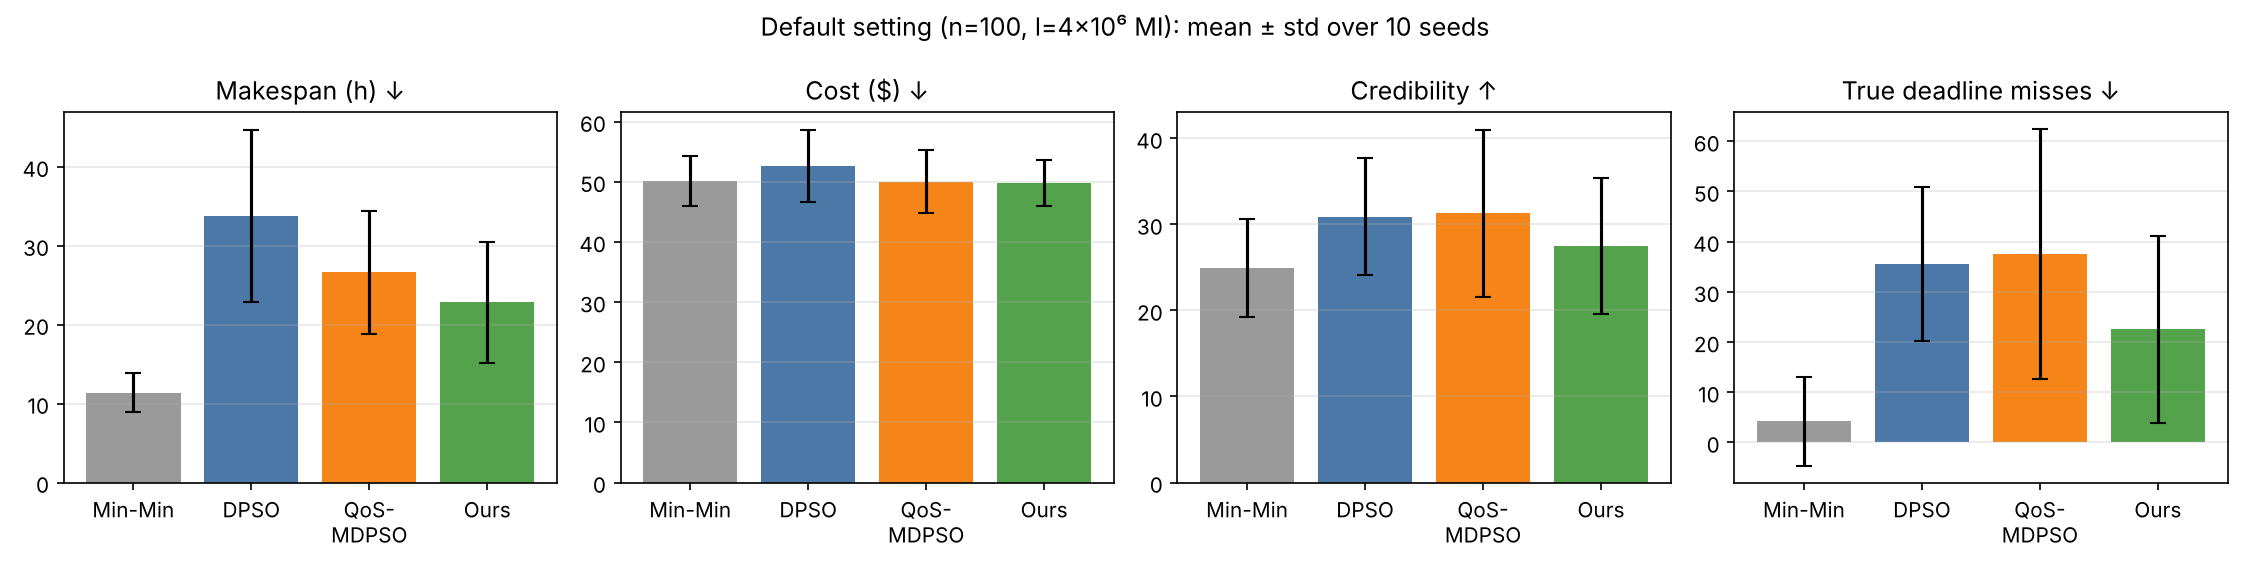 Default setting (n=100, l=4×10⁶ MI): mean ± std over 10 seeds
Makespan (h) ↓
40
30
20
10
0
Min-Min
DPSO
QoS-
MDPSO
Ours
Cost ($) ↓
60
50
40
30
20
10
0
Min-Min
DPSO
QoS-
MDPSO
Ours
Credibility ↑
40
30
20
10
0
Min-Min
DPSO
QoS-
MDPSO
Ours
True deadline misses ↓
60
50
40
30
20
10
0
Min-Min
DPSO
QoS-
MDPSO
Ours